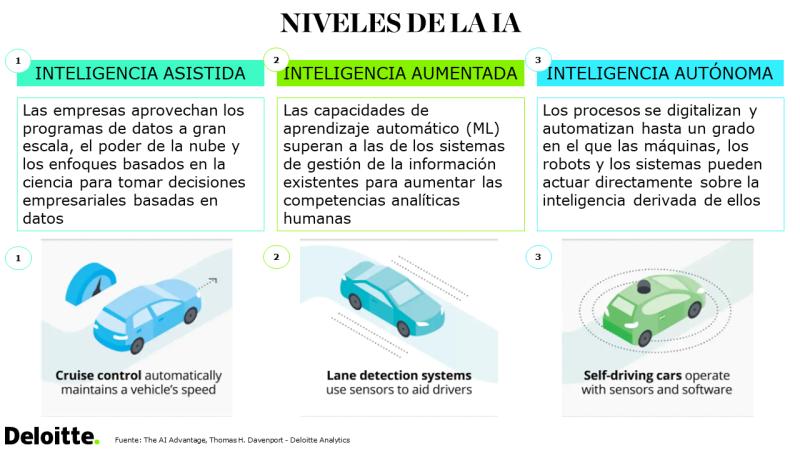 NIVELES DE LA IA
1
INTELIGENCIA ASISTIDA
Las empresas aprovechan los
programas de datos a gran
escala, el poder de la nube y
los enfoques basados en la
ciencia para tomar decisiones
empresariales basadas en
datos
2
INTELIGENCIA AUMENTADA
Las capacidades de
aprendizaje automático (ML)
superan a las de los sistemas
de gestión de la información
existentes para aumentar las
competencias analíticas
humanas
3
INTELIGENCIA AUTÓNOMA
Los procesos se digitalizan y
automatizan hasta un grado
en el que las máquinas, los
robots y los sistemas pueden
actuar directamente sobre la
inteligencia derivada de ellos
1
Cruise control automatically
maintains a vehicle's speed
2
Lane detection systems
use sensors to aid drivers
3
Self-driving cars operate
with sensors and software
Deloitte.
Fuente: The AI Advantage, Thomas H. Davenport - Deloitte Analytics